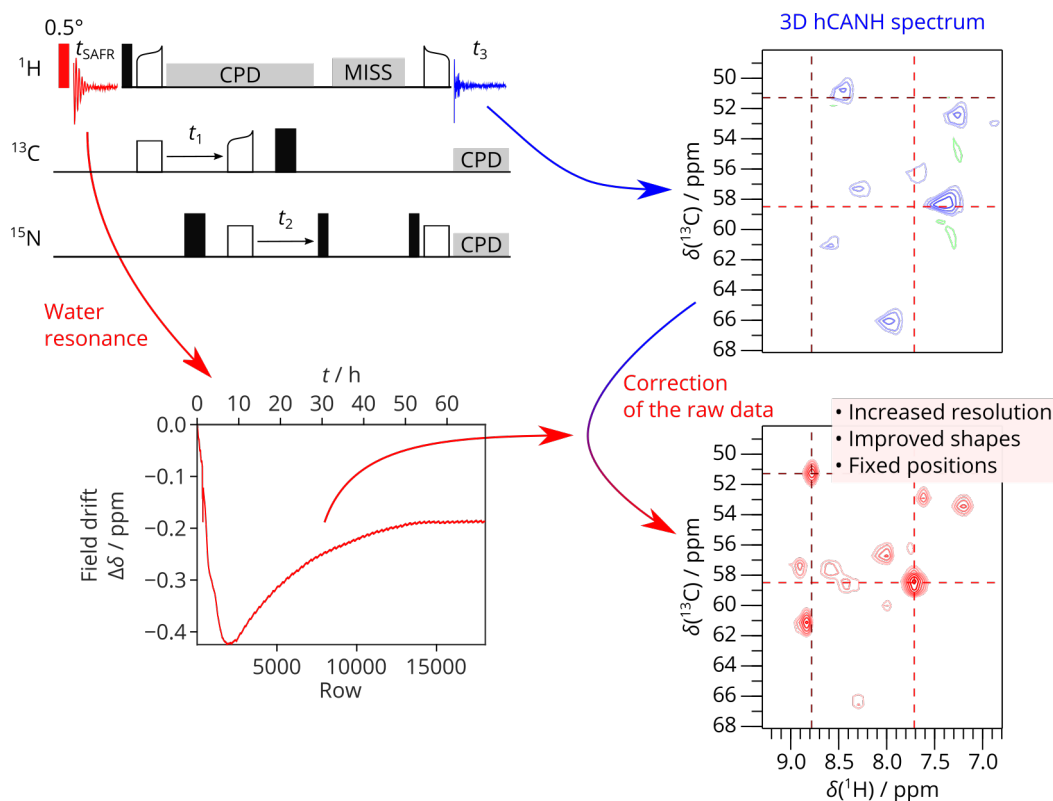 0.5°
t_SAFR
t₃
¹H
CPD
MISS
¹³C
t₁
CPD
¹⁵N
t₂
CPD
Water
resonance
t / h
0 10 20 30 40 50 60
0.0
−0.1
−0.2
−0.3
−0.4
Field drift
Δδ / ppm
5000 10000 15000
Row
3D hCANH spectrum
50
52
54
56
58
60
62
64
66
68
δ(¹³C) / ppm
Correction
of the raw data
• Increased resolution
• Improved shapes
• Fixed positions
50
52
54
56
58
60
62
64
66
68
δ(¹³C) / ppm
9.0 8.5 8.0 7.5 7.0
δ(¹H) / ppm